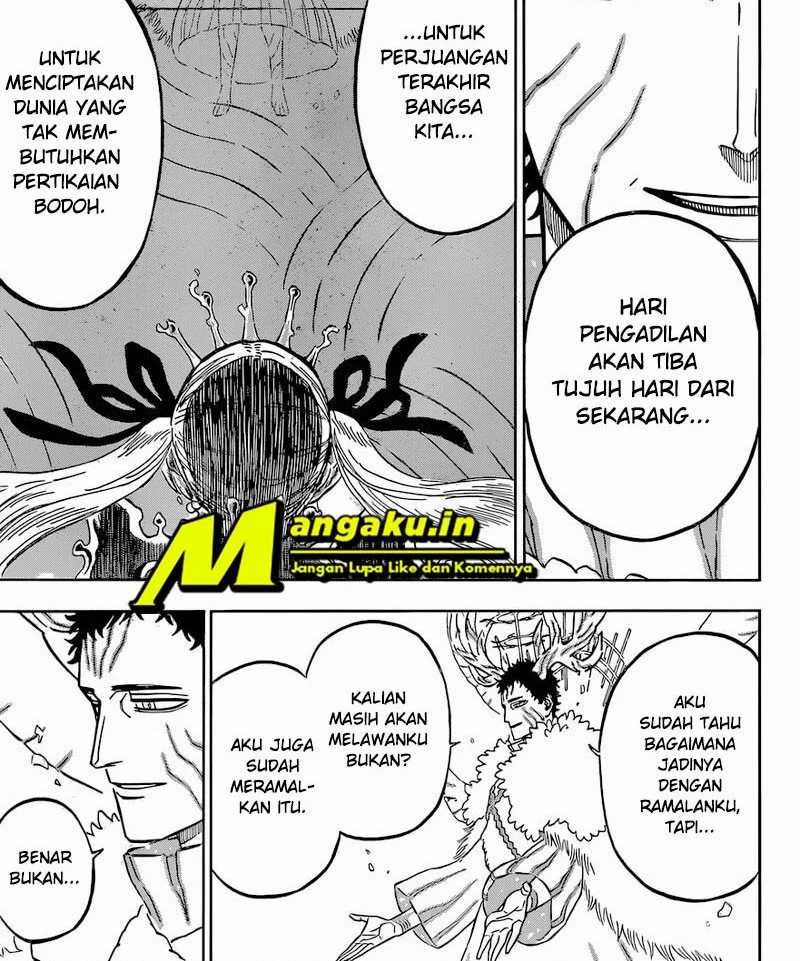 HARI
PENGADILAN
AKAN TIBA
TUJUH HARI DARI
SEKARANG...
...UNTUK
PERJUANGAN
TERAKHIR
BANGSA
KITA...
UNTUK
MENCIPTAKAN
DUNIA YANG
TAK MEM-
BUTUHKAN
PERTIKAIAN
BODOH.
Mangaku.in
Jangan Lupa Like dan Komennya
AKU
SUDAH TAHU
BAGAIMANA
JADINYA
DENGAN
RAMALANKU,
TAPI...
KALIAN
MASIH AKAN
MELAWANKU
BUKAN?
AKU JUGA
SUDAH
MERAMAL-
KAN ITU.
BENAR
BUKAN...